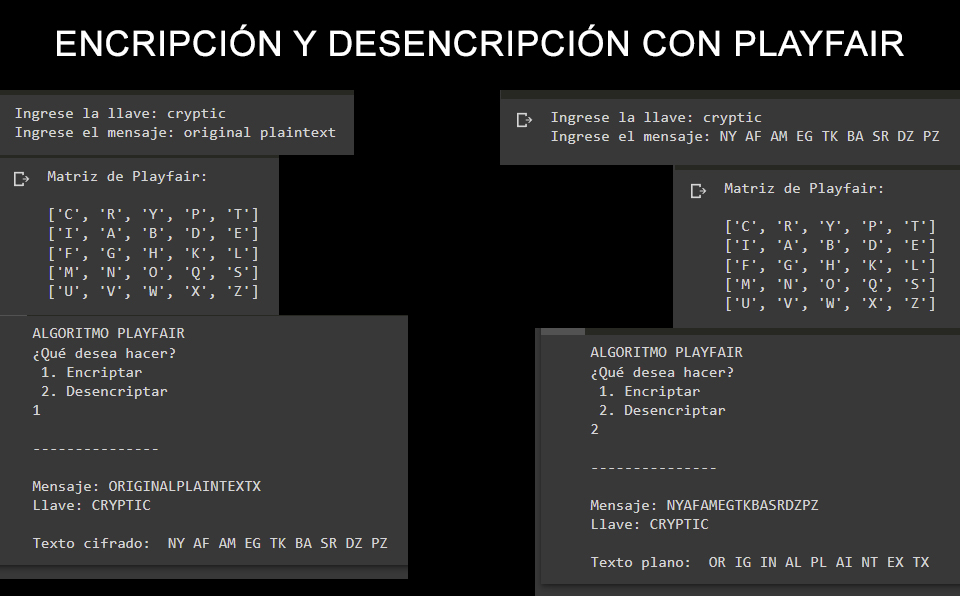 ENCRIPCIÓN Y DESENCRIPCIÓN CON PLAYFAIR
Ingrese la llave: cryptic
Ingrese el mensaje: original plaintext
Matriz de Playfair:
['C', 'R', 'Y', 'P', 'T']
['I', 'A', 'B', 'D', 'E']
['F', 'G', 'H', 'K', 'L']
['M', 'N', 'O', 'Q', 'S']
['U', 'V', 'W', 'X', 'Z']
ALGORITMO PLAYFAIR
¿Qué desea hacer?
1. Encriptar
2. Desencriptar
1
---------------
Mensaje: ORIGINALPLAINTEXTX
Llave: CRYPTIC
Texto cifrado:  NY AF AM EG TK BA SR DZ PZ
Ingrese la llave: cryptic
Ingrese el mensaje: NY AF AM EG TK BA SR DZ PZ
Matriz de Playfair:
['C', 'R', 'Y', 'P', 'T']
['I', 'A', 'B', 'D', 'E']
['F', 'G', 'H', 'K', 'L']
['M', 'N', 'O', 'Q', 'S']
['U', 'V', 'W', 'X', 'Z']
ALGORITMO PLAYFAIR
¿Qué desea hacer?
1. Encriptar
2. Desencriptar
2
---------------
Mensaje: NYAFAMEGTKBASRDZPZ
Llave: CRYPTIC
Texto plano:  OR IG IN AL PL AI NT EX TX